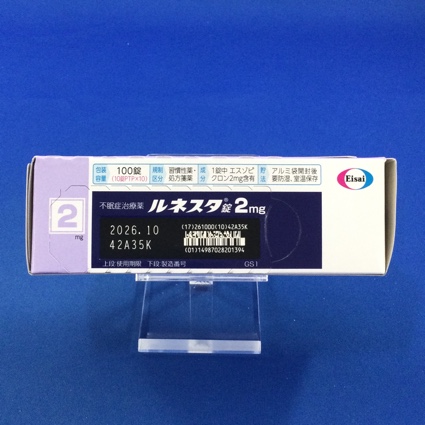 包装容量 100錠 (10錠PTP×10) 規制区分 習慣性薬・処方箋薬 成分 1錠中 エスゾピクロン2mg含有 貯法 アルミ袋開封後 要防湿、室温保存
Eisai
2mg
不眠症治療薬 ルネスタ®錠2mg
2026.10
42A35K
(17)261000(10)42A35K
(01)14987028201394
上段 使用期限 下段 製造番号 GS1